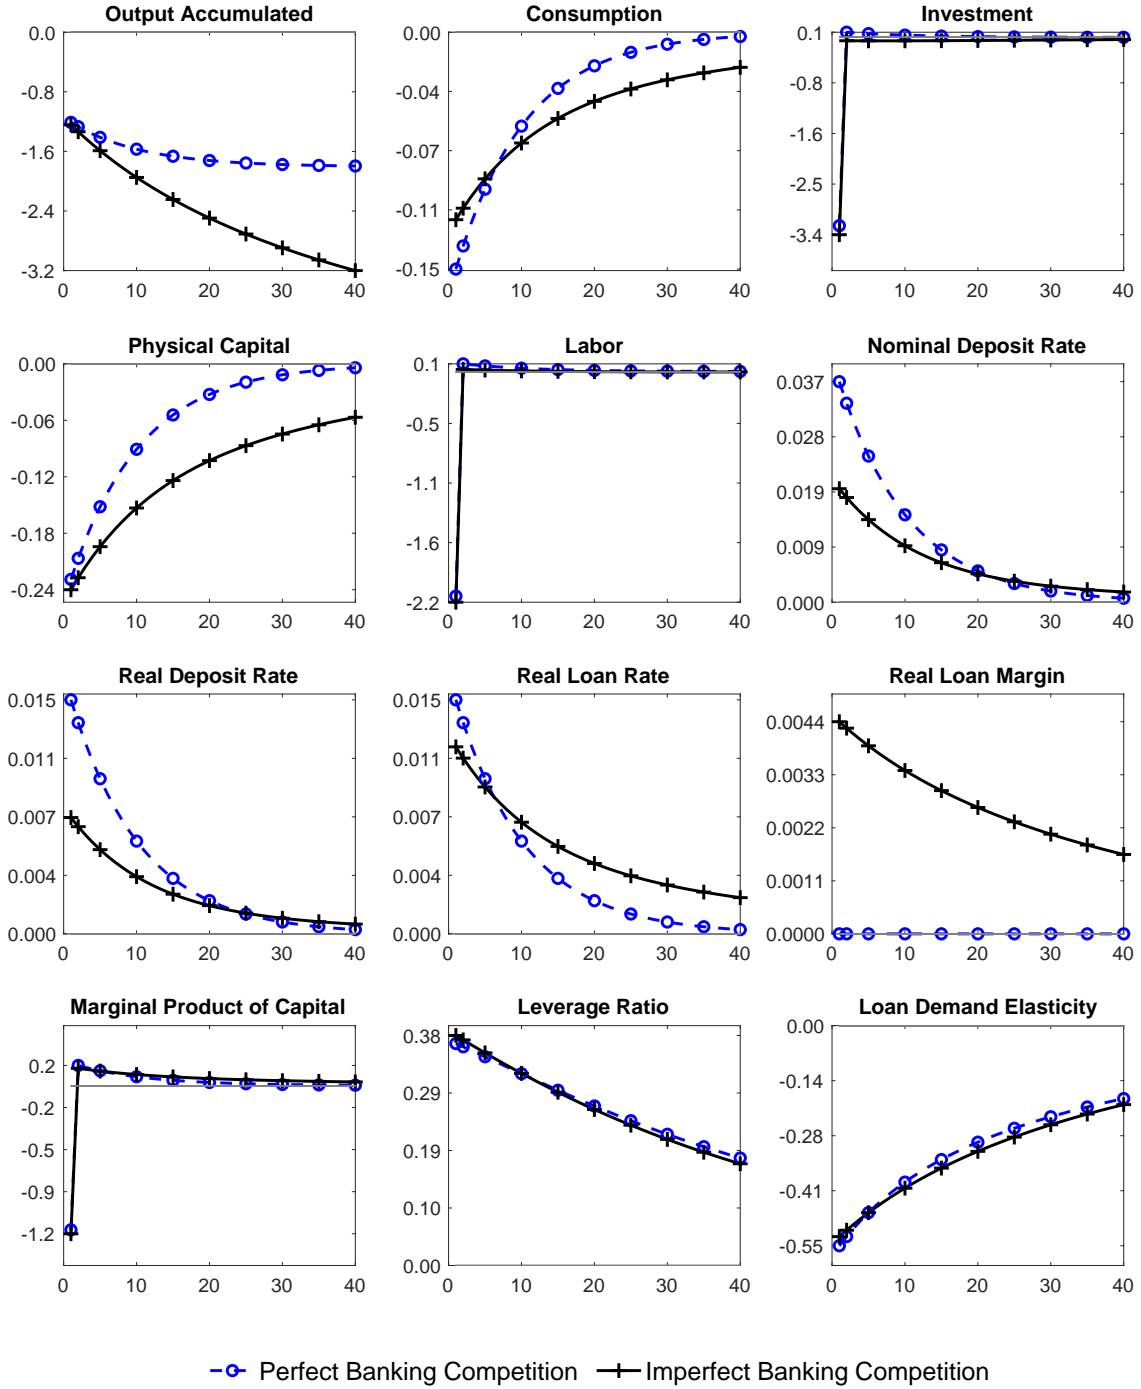 Output Accumulated Consumption Investment
0.0 0.00 0.1
-0.8 -0.04 -0.8
-1.6 -0.07 -1.6
-2.4 -0.11 -2.5
-3.2 -0.15 -3.4
0 10 20 30 40 0 10 20 30 40 0 10 20 30 40
Physical Capital Labor Nominal Deposit Rate
0.00 0.1 0.037
-0.06 -0.5 0.028
-0.12 -1.1 0.019
-0.18 -1.6 0.009
-0.24 -2.2 0.000
0 10 20 30 40 0 10 20 30 40 0 10 20 30 40
Real Deposit Rate Real Loan Rate Real Loan Margin
0.015 0.015 0.0044
0.011 0.011 0.0033
0.007 0.007 0.0022
0.004 0.004 0.0011
0.000 0.000 0.0000
0 10 20 30 40 0 10 20 30 40 0 10 20 30 40
Marginal Product of Capital Leverage Ratio Loan Demand Elasticity
0.2 0.38 0.00
-0.2 0.29 -0.14
-0.5 0.19 -0.28
-0.9 0.10 -0.41
-1.2 0.00 -0.55
0 10 20 30 40 0 10 20 30 40 0 10 20 30 40
Perfect Banking Competition Imperfect Banking Competition